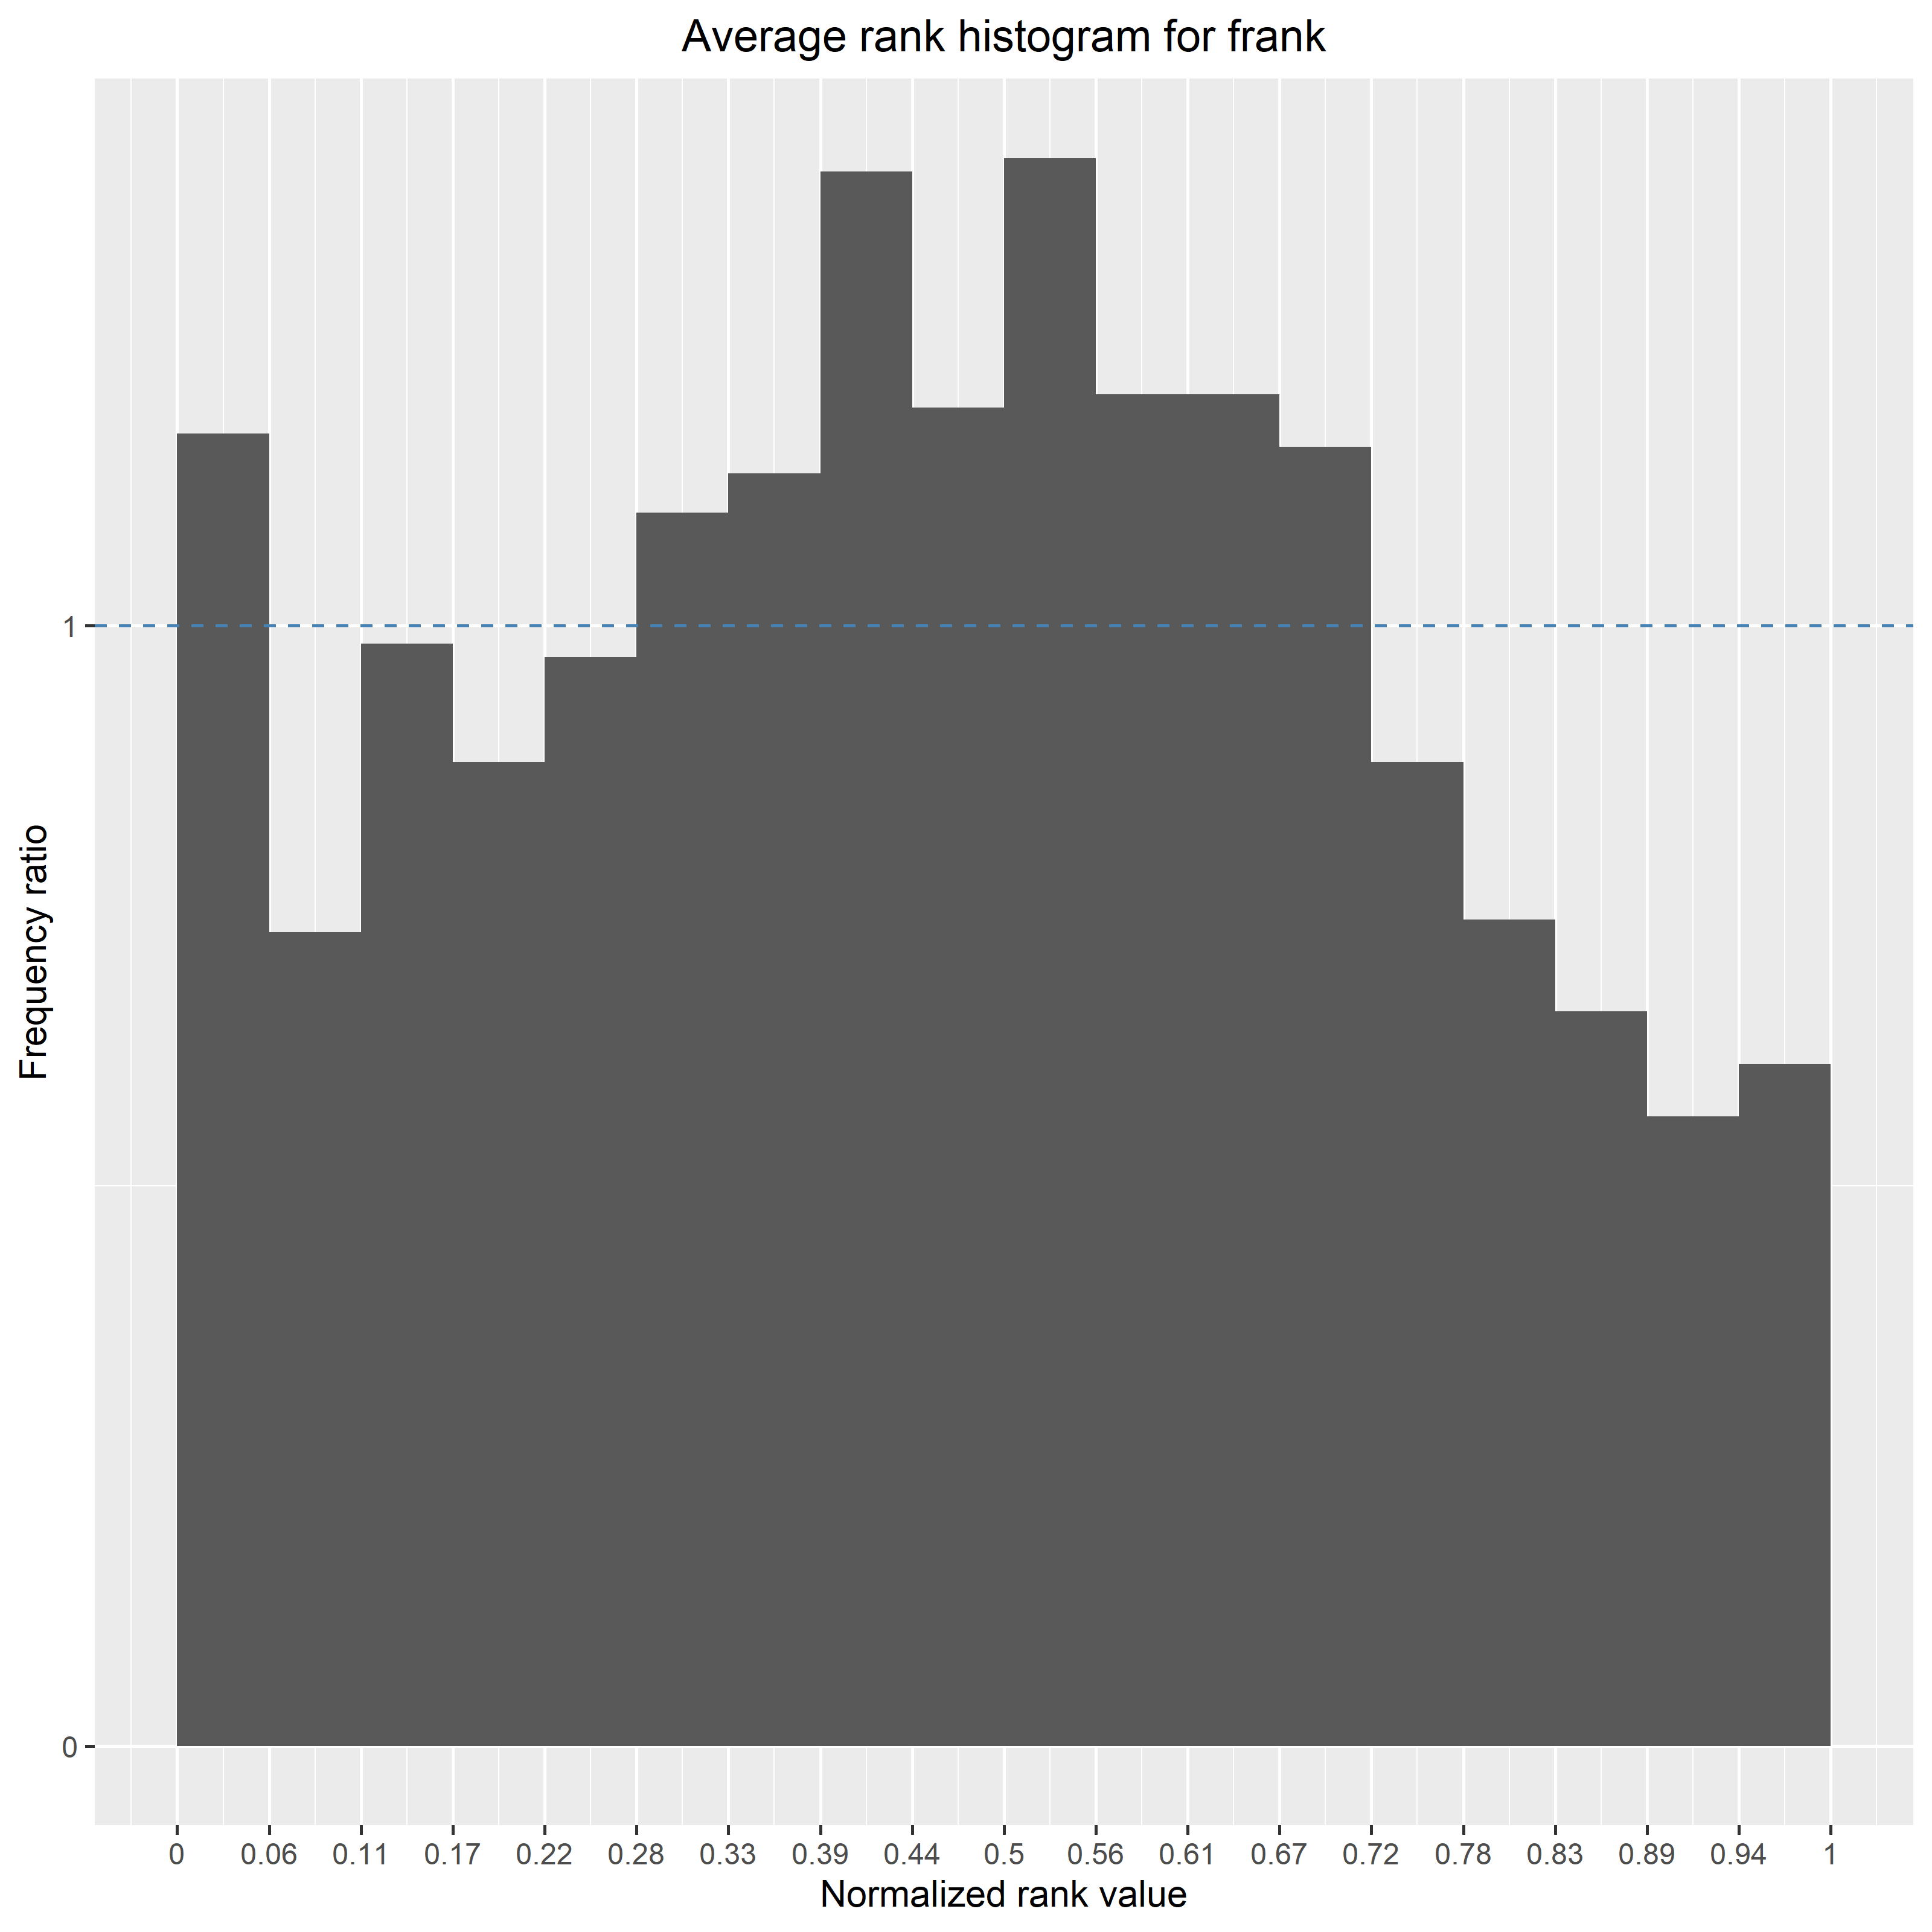 Average rank histogram for frank
Frequency ratio
1
0
0 0.06 0.11 0.17 0.22 0.28 0.33 0.39 0.44 0.5 0.56 0.61 0.67 0.72 0.78 0.83 0.89 0.94 1
Normalized rank value